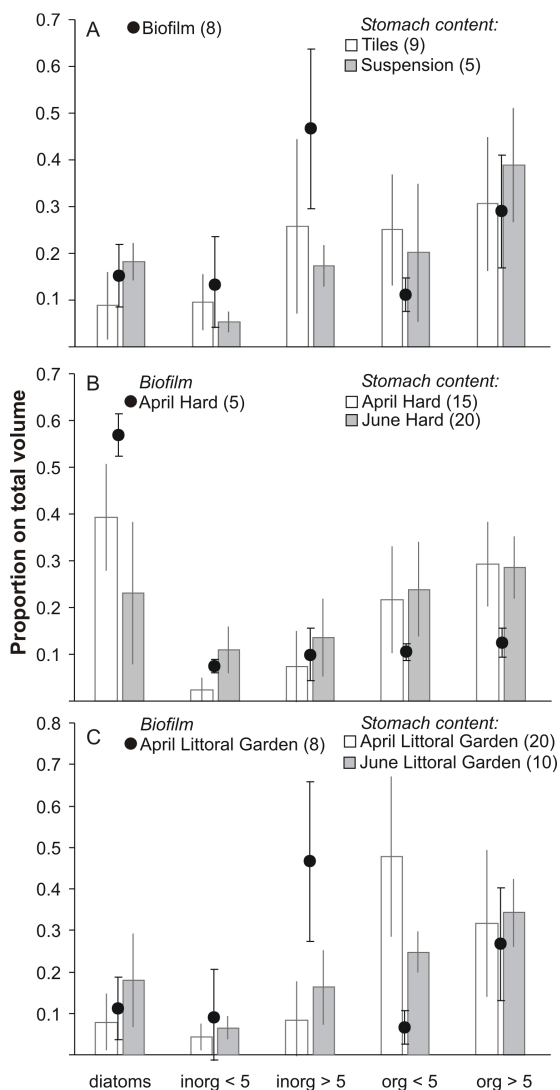 0.7
A
Biofilm (8)
Stomach content:
Tiles (9)
Suspension (5)
0.6
0.5
0.4
0.3
0.2
0.1
0.7
B
Biofilm
April Hard (5)
Stomach content:
April Hard (15)
June Hard (20)
0.6
0.5
0.4
0.3
0.2
0.1
Proportion on total volume
0.8
C
Biofilm
April Littoral Garden (8)
Stomach content:
April Littoral Garden (20)
June Littoral Garden (10)
0.7
0.6
0.5
0.4
0.3
0.2
0.1
diatoms inorg < 5 inorg > 5 org < 5 org > 5